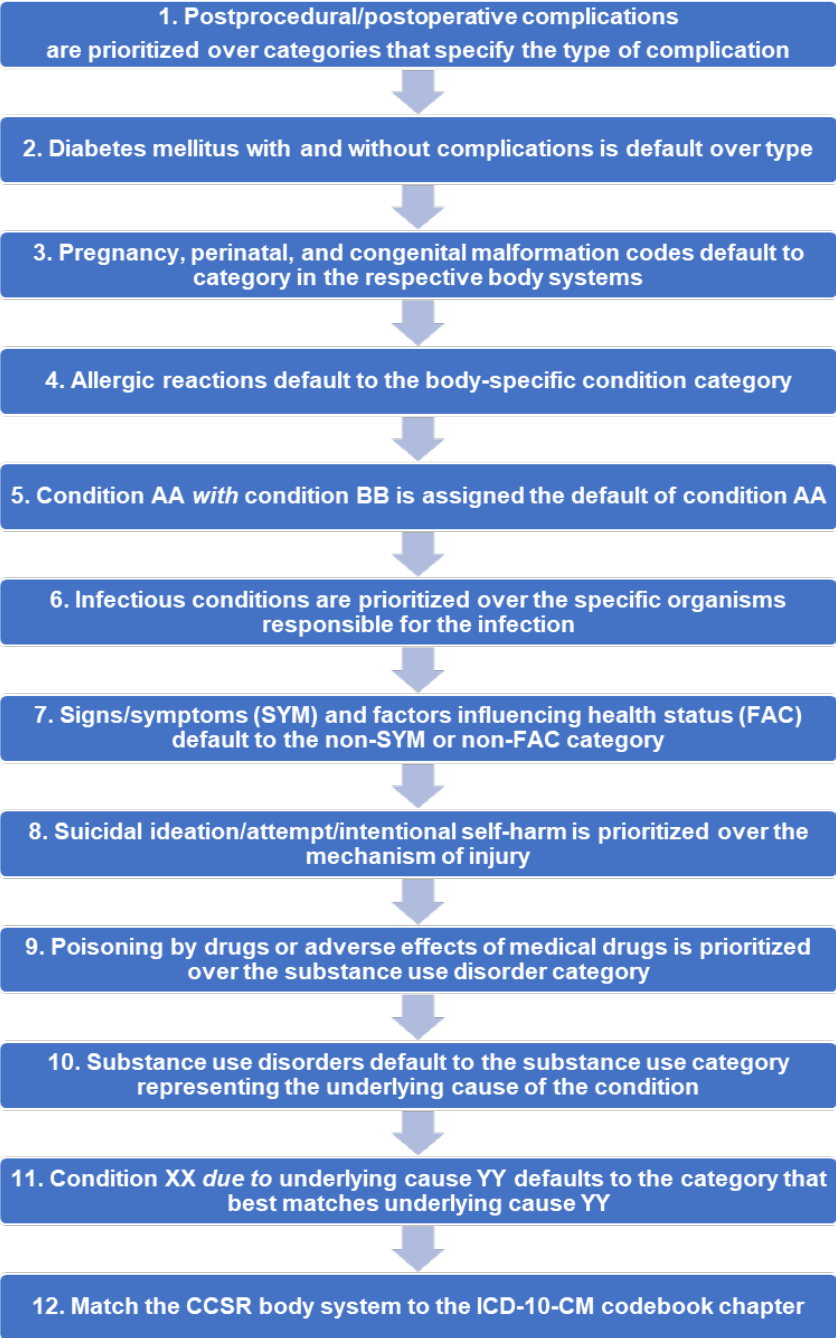 1. Postprocedural/postoperative complications
are prioritized over categories that specify the type of complication
2. Diabetes mellitus with and without complications is default over type
3. Pregnancy, perinatal, and congenital malformation codes default to
category in the respective body systems
4. Allergic reactions default to the body-specific condition category
5. Condition AA with condition BB is assigned the default of condition AA
6. Infectious conditions are prioritized over the specific organisms
responsible for the infection
7. Signs/symptoms (SYM) and factors influencing health status (FAC)
default to the non-SYM or non-FAC category
8. Suicidal ideation/attempt/intentional self-harm is prioritized over the
mechanism of injury
9. Poisoning by drugs or adverse effects of medical drugs is prioritized
over the substance use disorder category
10. Substance use disorders default to the substance use category
representing the underlying cause of the condition
11. Condition XX due to underlying cause YY defaults to the category that
best matches underlying cause YY
12. Match the CCSR body system to the ICD-10-CM codebook chapter